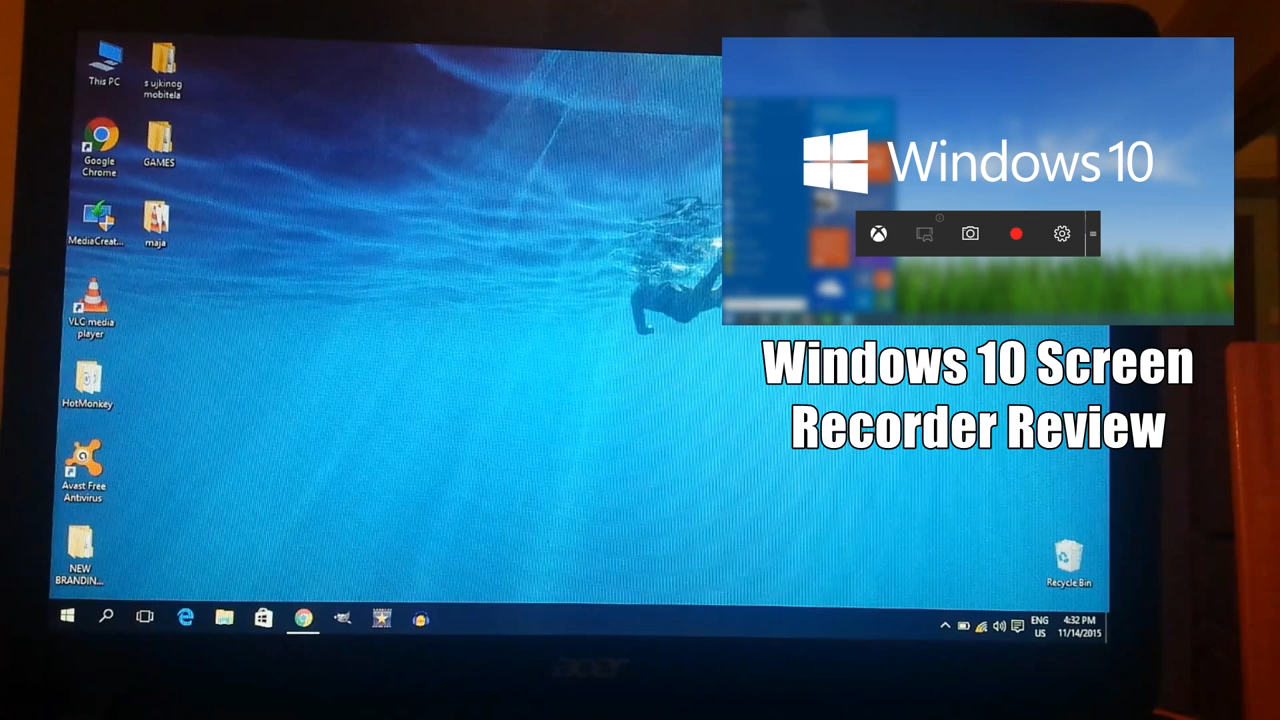 This PC
s ujkinog
mobitela
Google
Chrome
GAMES
MediaCreat...
maja
VLC media
player
HotMonkey
Avast Free
Antivirus
NEW
BRANDIN...
Windows 10
Windows 10 Screen
Recorder Review
Recycle Bin
ENG
US
4:32 PM
11/14/2015
acer